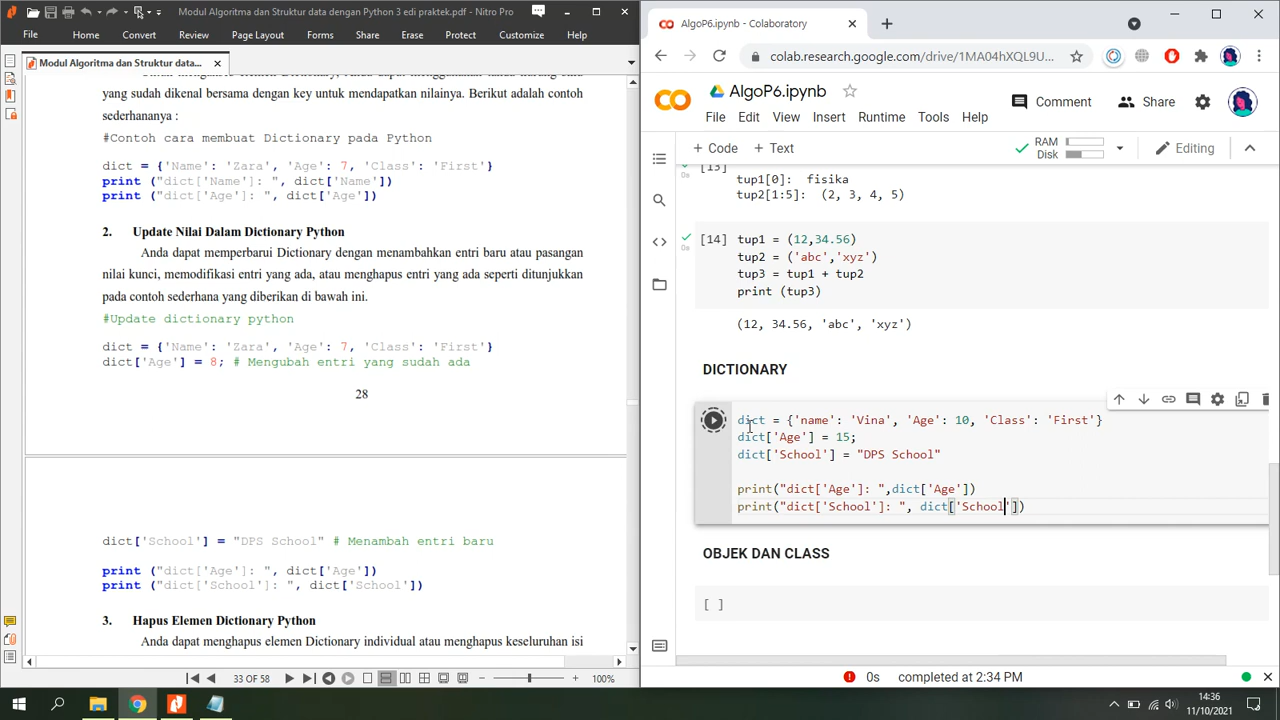 Modul Algoritma dan Struktur data dengan Python 3 edi praktek.pdf - Nitro Pro
File
Home
Convert
Review
Page Layout
Forms
Share
Erase
Protect
Customize
Help
Modul Algoritma dan Struktur data...
yang sudah dikenal bersama dengan key untuk mendapatkan nilainya. Berikut adalah contoh
sederhananya :
#Contoh cara membuat Dictionary pada Python
dict = {'Name': 'Zara', 'Age': 7, 'Class': 'First'}
print ("dict['Name']: ", dict['Name'])
print ("dict['Age']: ", dict['Age'])
2. Update Nilai Dalam Dictionary Python
Anda dapat memperbarui Dictionary dengan menambahkan entri baru atau pasangan
nilai kunci, memodifikasi entri yang ada, atau menghapus entri yang ada seperti ditunjukkan
pada contoh sederhana yang diberikan di bawah ini.
#Update dictionary python
dict = {'Name': 'Zara', 'Age': 7, 'Class': 'First'}
dict['Age'] = 8; # Mengubah entri yang sudah ada
28
dict['School'] = "DPS School" # Menambah entri baru
print ("dict['Age']: ", dict['Age'])
print ("dict['School']: ", dict['School'])
3. Hapus Elemen Dictionary Python
Anda dapat menghapus elemen Dictionary individual atau menghapus keseluruhan isi
33 OF 58
100%
AlgoP6.ipynb - Colaboratory
colab.research.google.com/drive/1MA04hXQL9U...
AlgoP6.ipynb
Comment
Share
File
Edit
View
Insert
Runtime
Tools
Help
+ Code
+ Text
RAM
Disk
Editing
[13]
0s
tup1[0]: fisika
tup2[1:5]: (2, 3, 4, 5)
[14]
0s
tup1 = (12,34.56)
tup2 = ('abc','xyz')
tup3 = tup1 + tup2
print (tup3)
(12, 34.56, 'abc', 'xyz')
DICTIONARY
dict = {'name': 'Vina', 'Age': 10, 'Class': 'First'}
dict['Age'] = 15;
dict['School'] = "DPS School"
print("dict['Age']: ",dict['Age'])
print("dict['School']: ", dict['School'])
OBJEK DAN CLASS
[ ]
0s
completed at 2:34 PM
14:36
11/10/2021